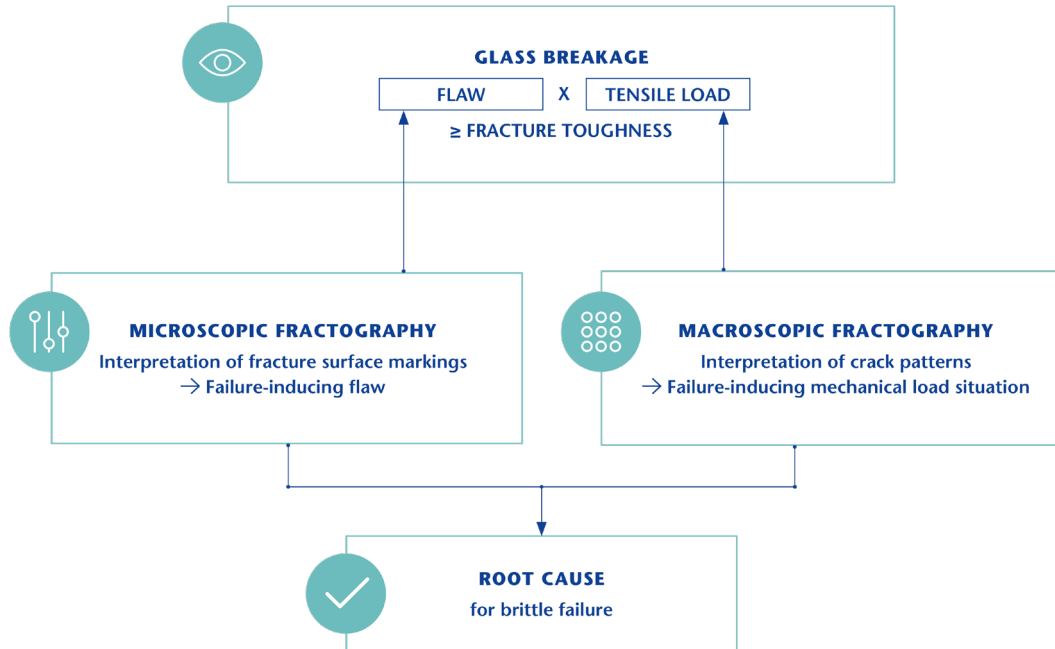 GLASS BREAKAGE
FLAW X TENSILE LOAD
≥ FRACTURE TOUGHNESS
MICROSCOPIC FRACTOGRAPHY
Interpretation of fracture surface markings
→ Failure-inducing flaw
MACROSCOPIC FRACTOGRAPHY
Interpretation of crack patterns
→ Failure-inducing mechanical load situation
ROOT CAUSE
for brittle failure